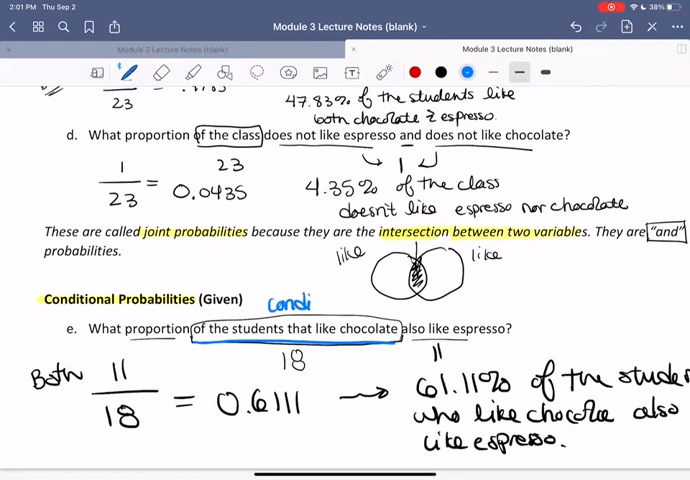 2:01 PM Thu Sep 2
38%
Module 3 Lecture Notes (blank)
Module 2 Lecture Notes (blank)
Module 3 Lecture Notes (blank)
23
47.83% of the students like
both chocolate & espresso.
d. What proportion of the class does not like espresso and does not like chocolate?
23
1
1/23 = 0.0435
4.35% of the class
doesn't like espresso nor chocolate
These are called joint probabilities because they are the intersection between two variables. They are "and"
probabilities.
like
like
Conditional Probabilities (Given)
Condi
e. What proportion of the students that like chocolate also like espresso?
18
11
Both 11/18 = 0.6111 → 61.11% of the studen
who like chocolate also
like espresso.